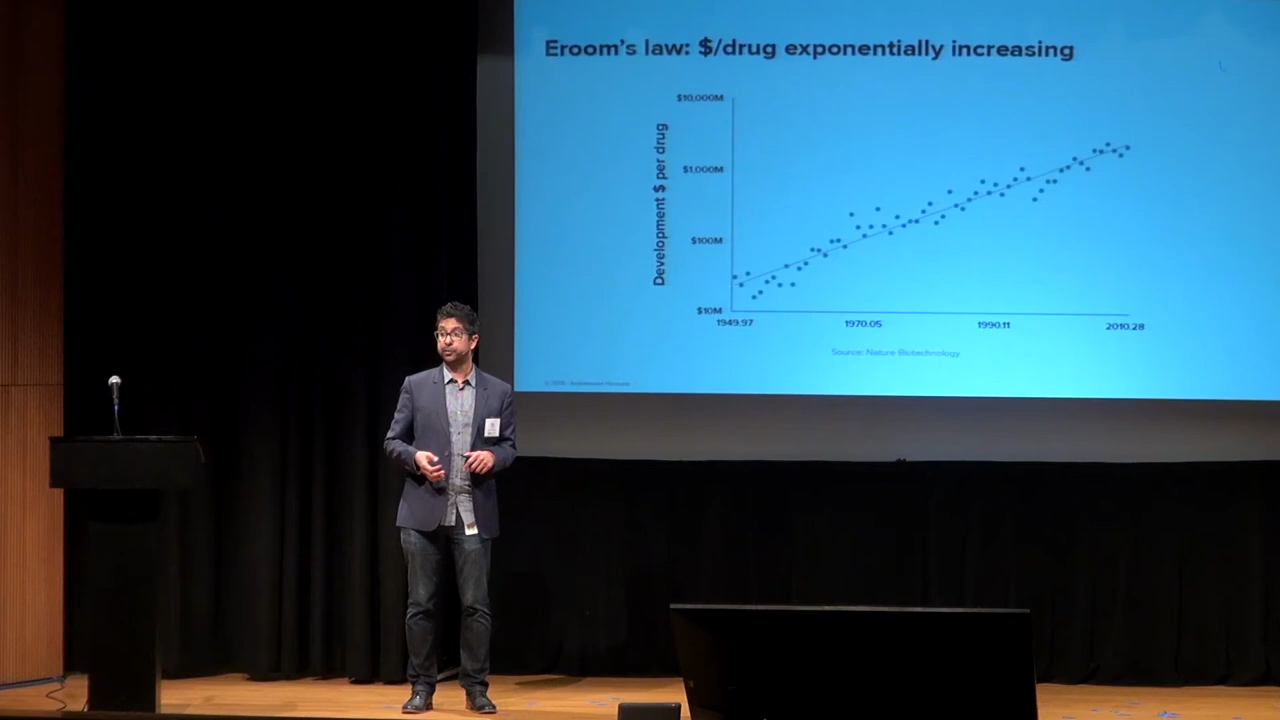 Eroom's law: $/drug exponentially increasing
$10,000M
$1,000M
$100M
$10M
Development $ per drug
1949.97 1970.05 1990.11 2010.28
Source: Nature Biotechnology